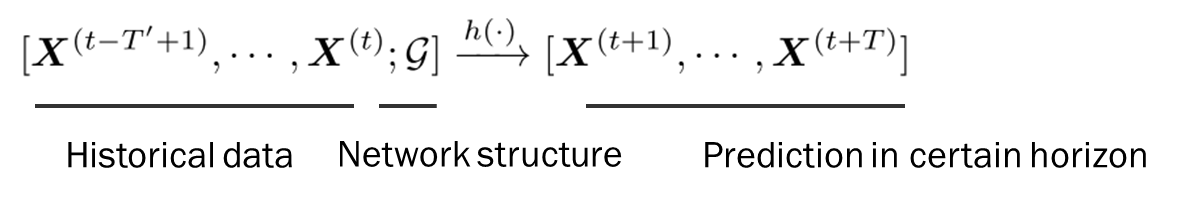 [X^(t−T′+1), ⋯ , X^(t); 𝒢] —h(·)→ [X^(t+1), ⋯ , X^(t+T)]
Historical data Network structure Prediction in certain horizon